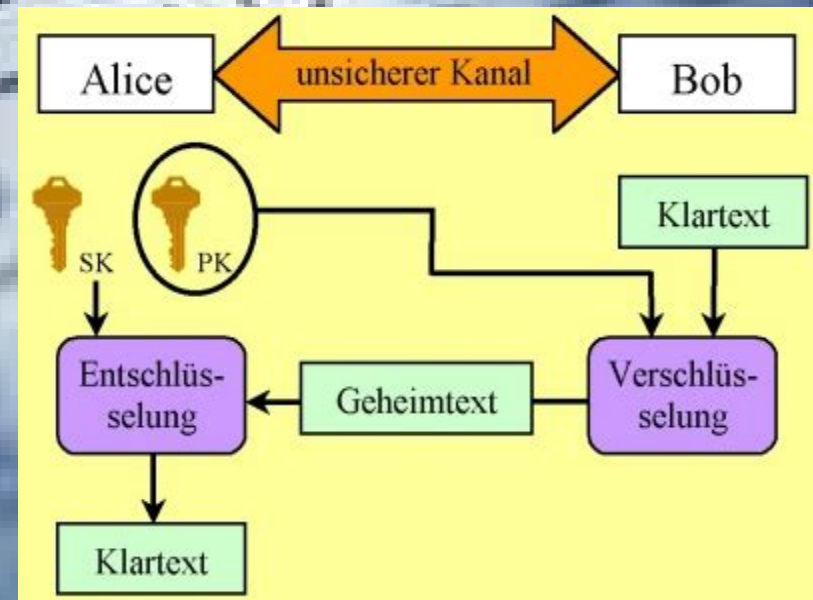 Alice
unsicherer Kanal
Bob
SK
PK
Klartext
Entschlüs-
selung
Geheimtext
Verschlüs-
selung
Klartext